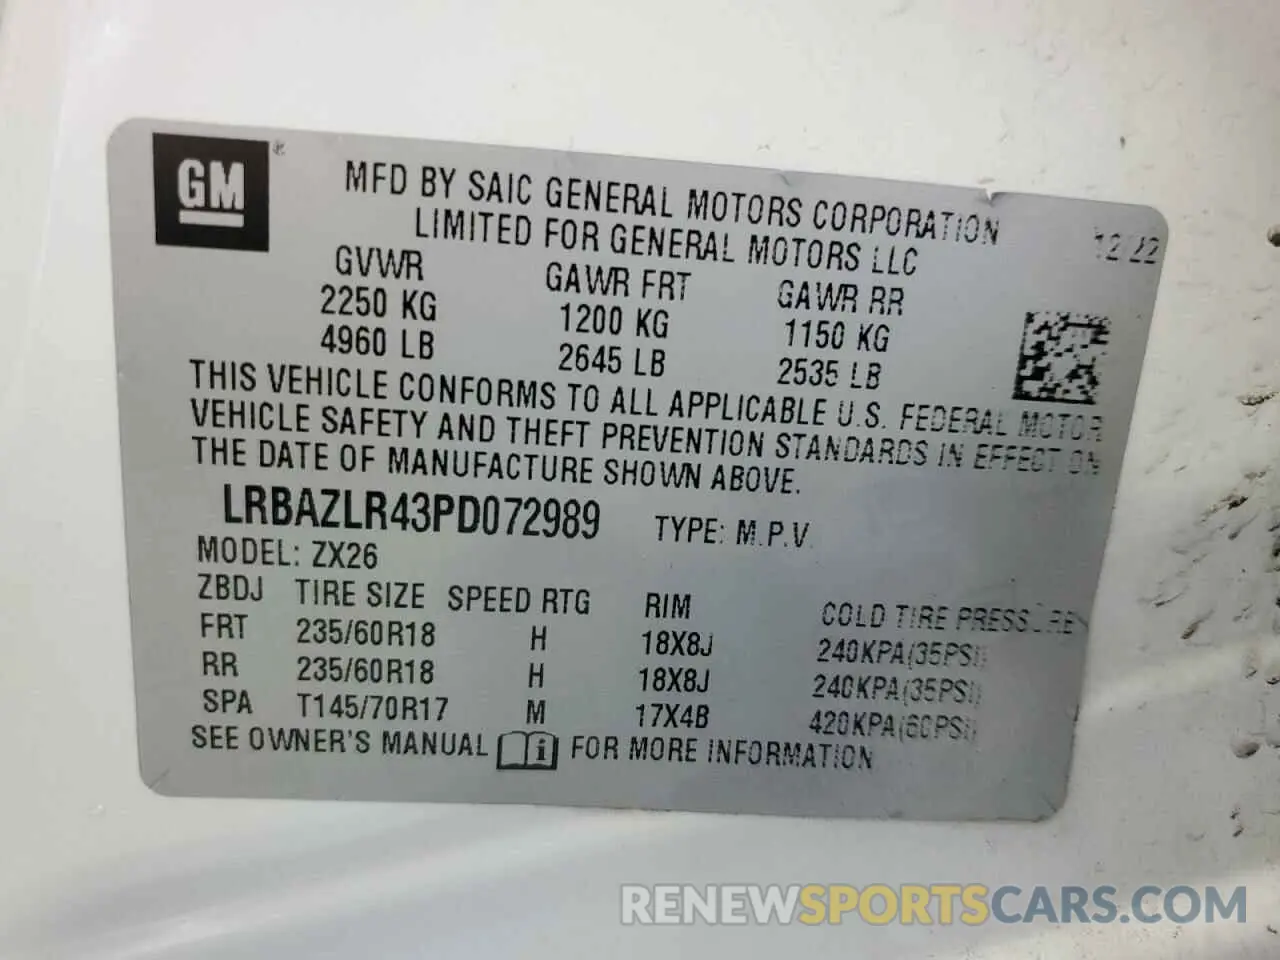 GM ®
MFD BY SAIC GENERAL MOTORS CORPORATION
LIMITED FOR GENERAL MOTORS LLC
12/22
GVWR GAWR FRT GAWR RR
2250 KG 1200 KG 1150 KG
4960 LB 2645 LB 2535 LB
THIS VEHICLE CONFORMS TO ALL APPLICABLE U.S. FEDERAL MOTOR
VEHICLE SAFETY AND THEFT PREVENTION STANDARDS IN EFFECT ON
THE DATE OF MANUFACTURE SHOWN ABOVE.
LRBAZLR43PD072989 TYPE: M.P.V.
MODEL: ZX26
ZBDJ TIRE SIZE SPEED RTG RIM COLD TIRE PRESSURE
FRT 235/60R18 H 18X8J 240KPA(35PSI)
RR 235/60R18 H 18X8J 240KPA(35PSI)
SPA T145/70R17 M 17X4B 420KPA(60PSI)
SEE OWNER'S MANUAL i FOR MORE INFORMATION
RENEWSPORTSCARS.COM